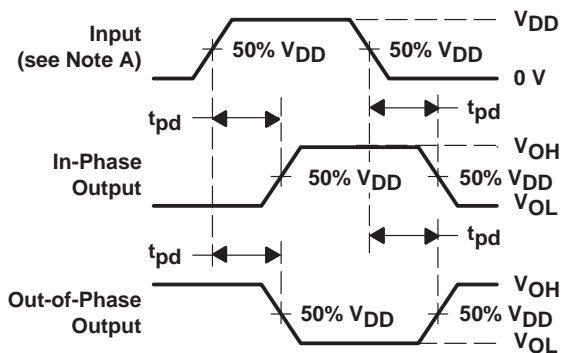 VDD
Input
(see Note A)
50% VDD
50% VDD
0 V
tpd
tpd
VOH
In-Phase
Output
50% VDD
50%
VDD
VOL
tpd
tpd
VOH
Out-of-Phase
Output
50%
VDD
50%
VDD
VOL